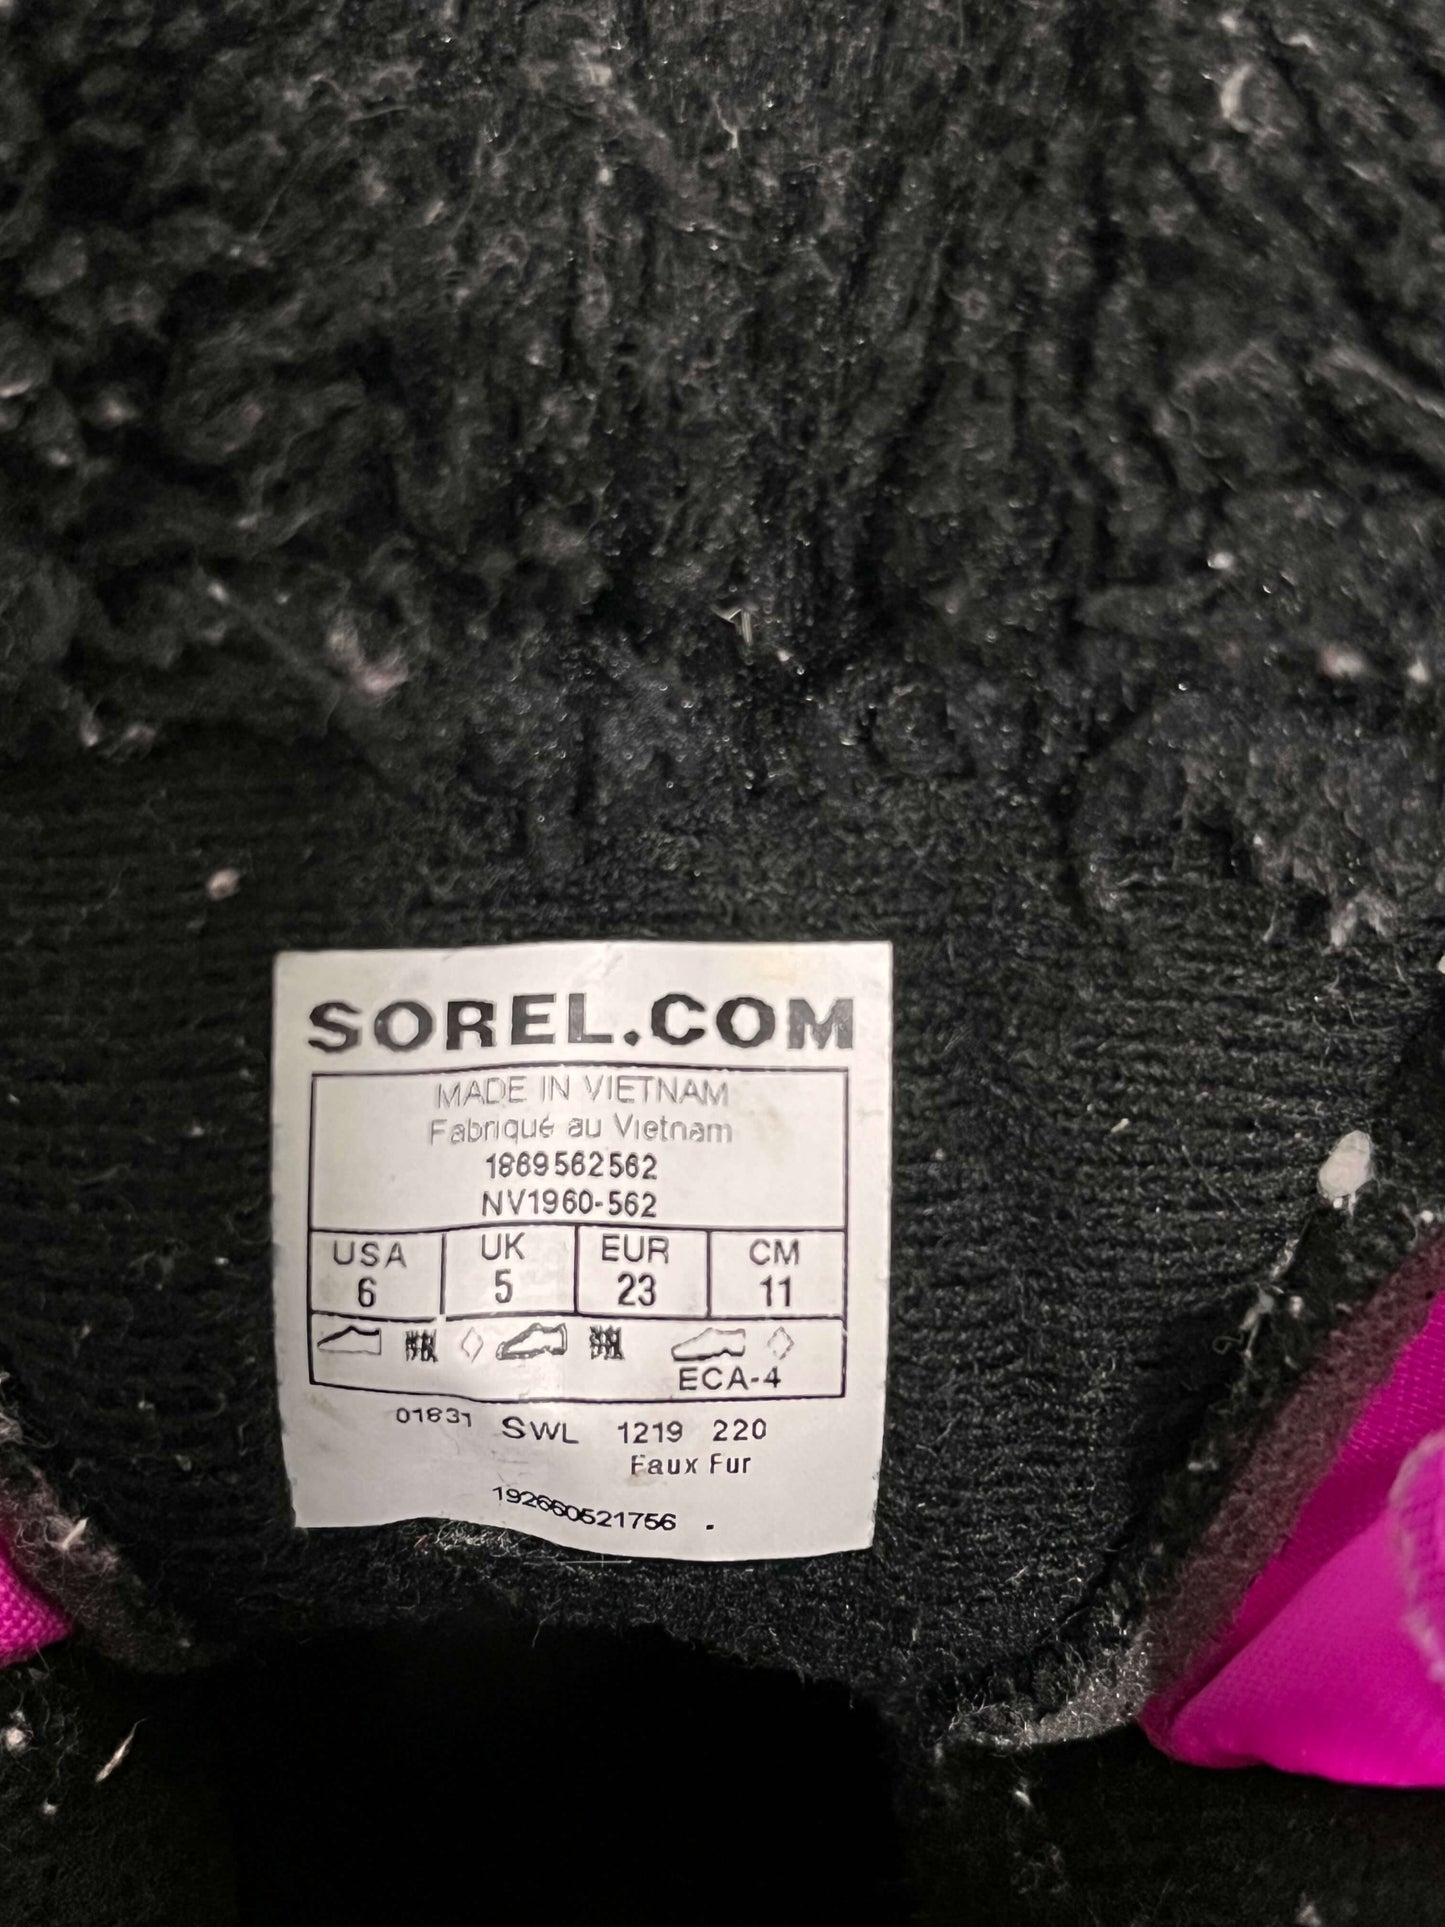 SOREL.COM
MADE IN VIETNAM
Fabriqué au Vietnam
1869562562
NV1960-562
USA UK EUR CM
6 5 23 11
ECA-4
01831 SWL 1219 220
Faux Fur
192660521756 .